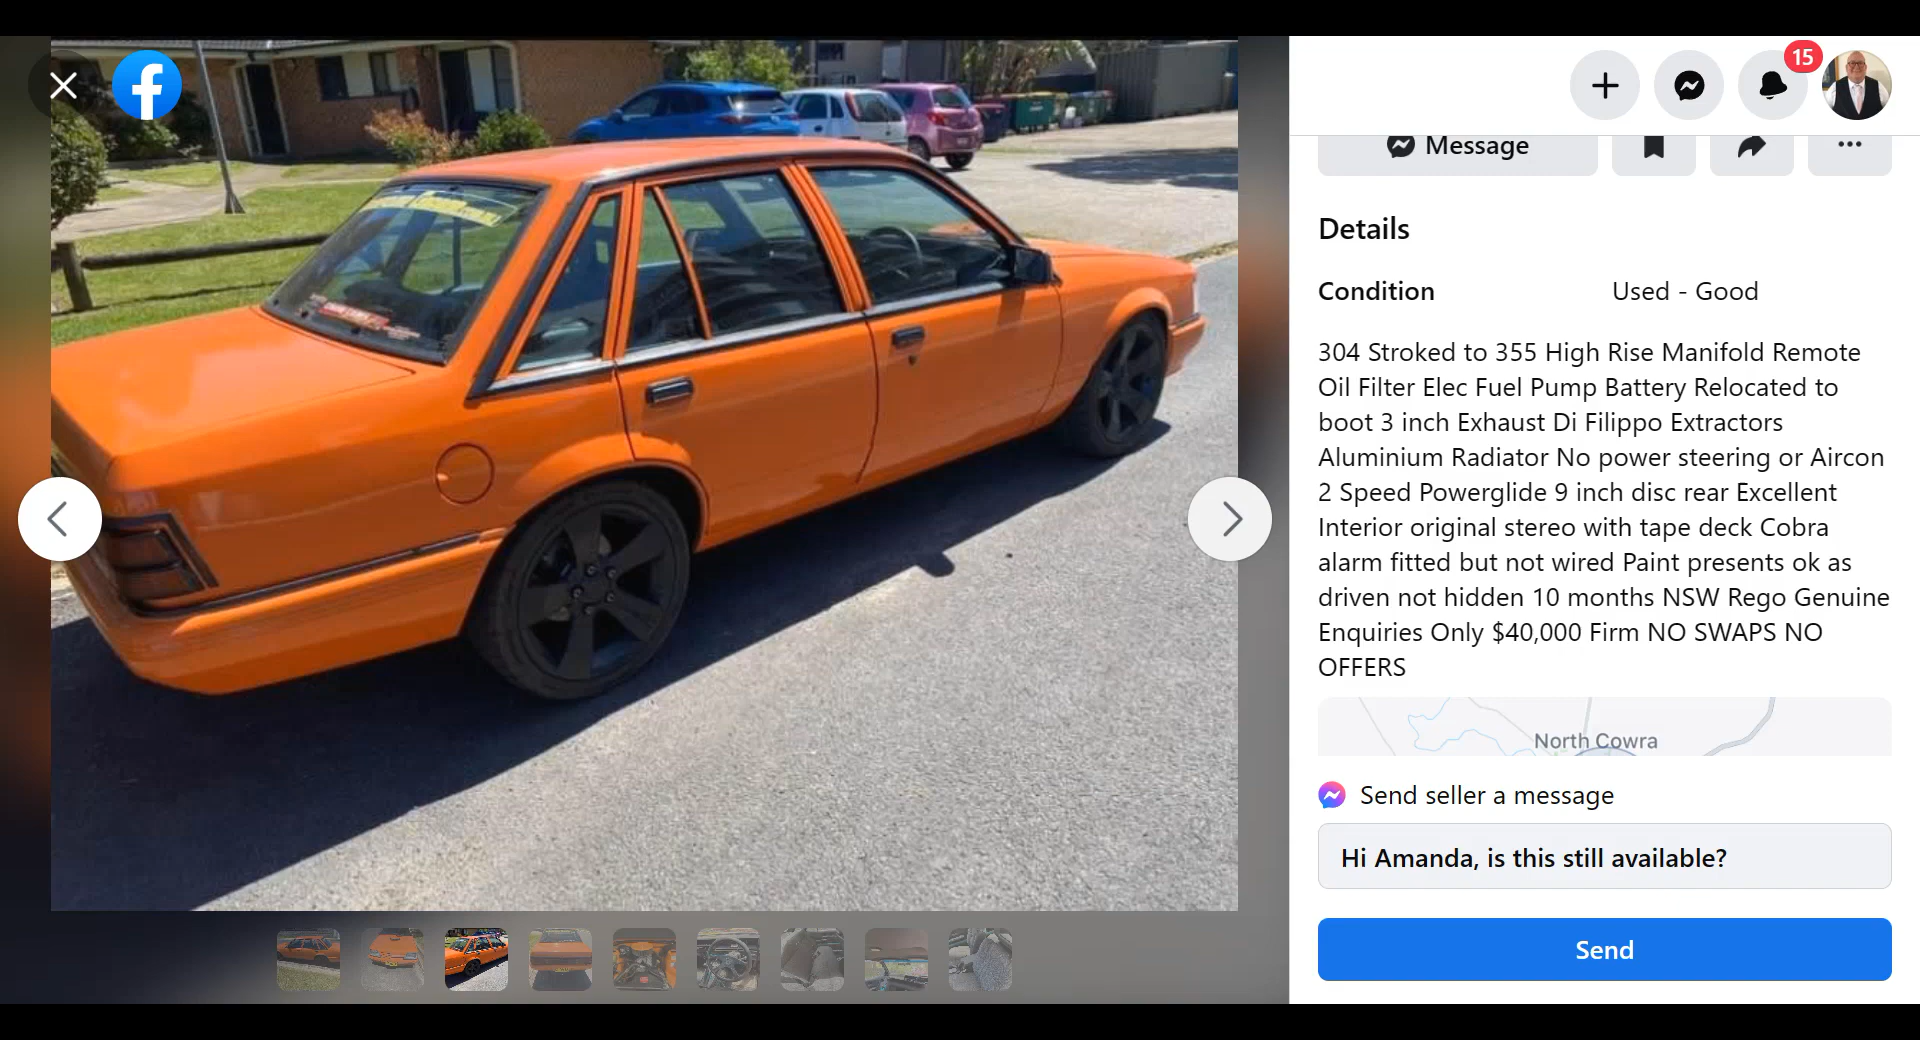 15
Message
Details
Condition Used - Good
304 Stroked to 355 High Rise Manifold Remote
Oil Filter Elec Fuel Pump Battery Relocated to
boot 3 inch Exhaust Di Filippo Extractors
Aluminium Radiator No power steering or Aircon
2 Speed Powerglide 9 inch disc rear Excellent
Interior original stereo with tape deck Cobra
alarm fitted but not wired Paint presents ok as
driven not hidden 10 months NSW Rego Genuine
Enquiries Only $40,000 Firm NO SWAPS NO
OFFERS
North Cowra
Send seller a message
Hi Amanda, is this still available?
Send